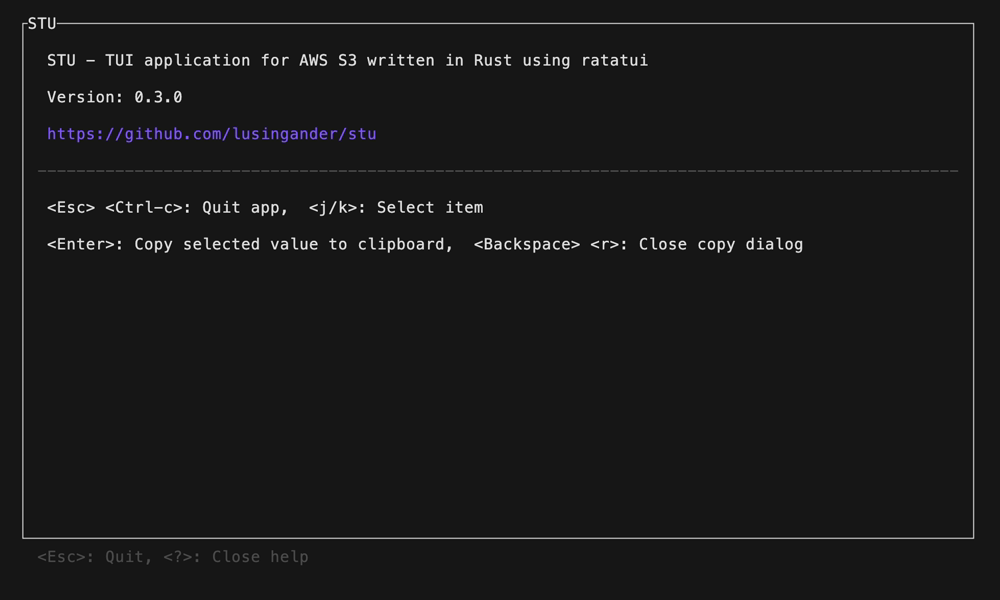 STU
STU - TUI application for AWS S3 written in Rust using ratatui
Version: 0.3.0
https://github.com/lusingander/stu
<Esc> <Ctrl-c>: Quit app,  <j/k>: Select item
<Enter>: Copy selected value to clipboard,  <Backspace> <r>: Close copy dialog
<Esc>: Quit, <?>: Close help